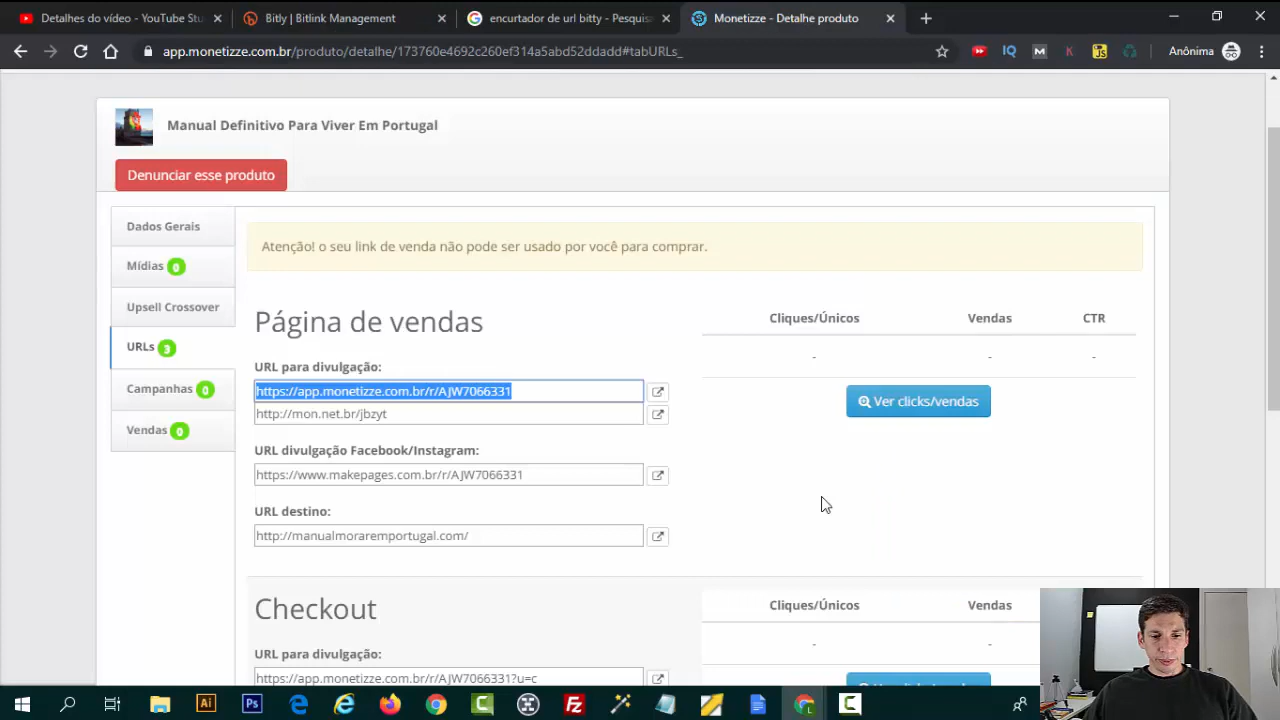 Detalhes do vídeo - YouTube Stu
Bitly | Bitlink Management
encurtador de url bitty - Pesquis
Monetizze - Detalhe produto
app.monetizze.com.br/produto/detalhe/173760e4692c260ef314a5abd52ddadd#tabURLs_
IQ
M
K
Js
Anônima
Manual Definitivo Para Viver Em Portugal
Denunciar esse produto
Dados Gerais
Mídias 0
Upsell Crossover
URLs 3
Campanhas 0
Vendas 0
Atenção! o seu link de venda não pode ser usado por você para comprar.
Página de vendas
Cliques/Únicos Vendas CTR
- - -
URL para divulgação:
https://app.monetizze.com.br/r/AJW7066331
http://mon.net.br/jbzyt
Ver clicks/vendas
URL divulgação Facebook/Instagram:
https://www.makepages.com.br/r/AJW7066331
URL destino:
http://manualmoraremportugal.com/
Checkout
Cliques/Únicos Vendas
- -
URL para divulgação:
https://app.monetizze.com.br/r/AJW7066331?u=c
Ai
Ps